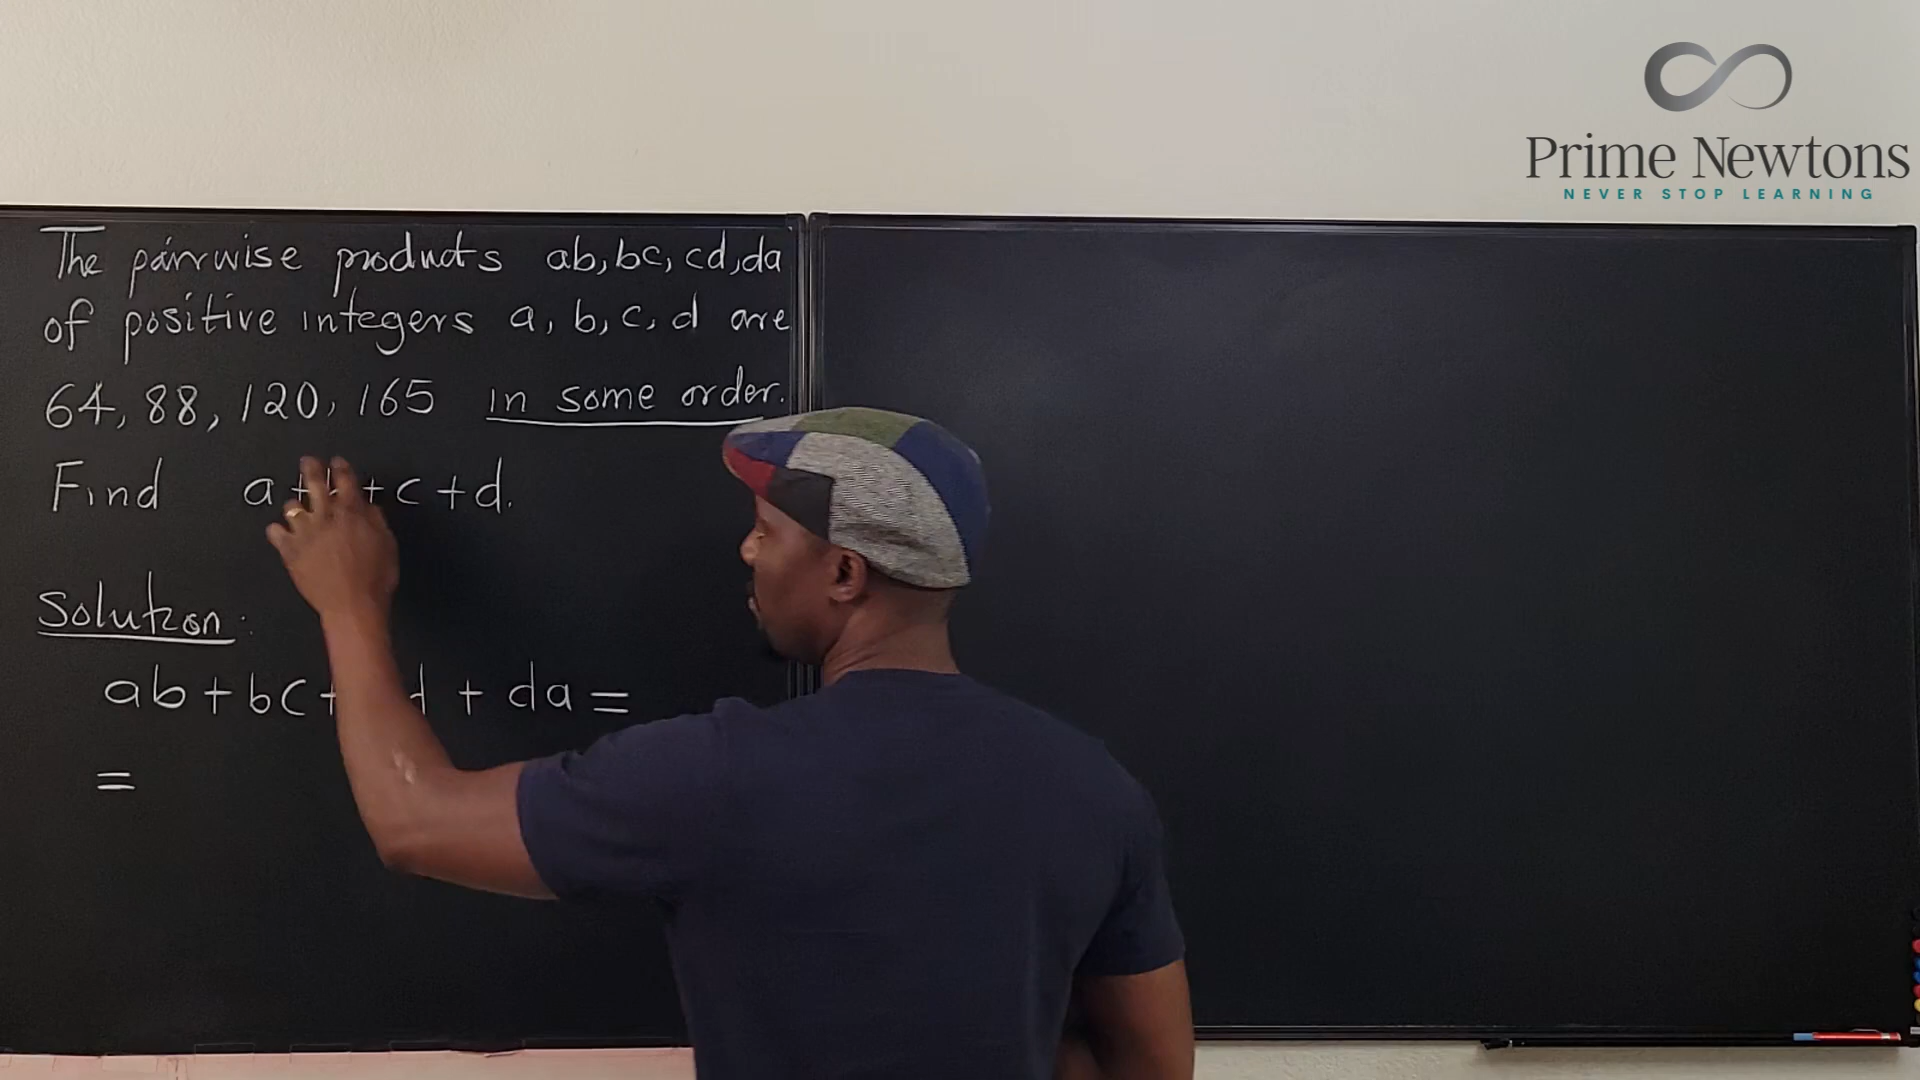 Prime Newtons
NEVER STOP LEARNING
The pairwise products ab, bc, cd, da
of positive integers a, b, c, d are
64, 88, 120, 165 in some order.
Find a + + c + d.
Solution:
ab + bc + d + da =
=